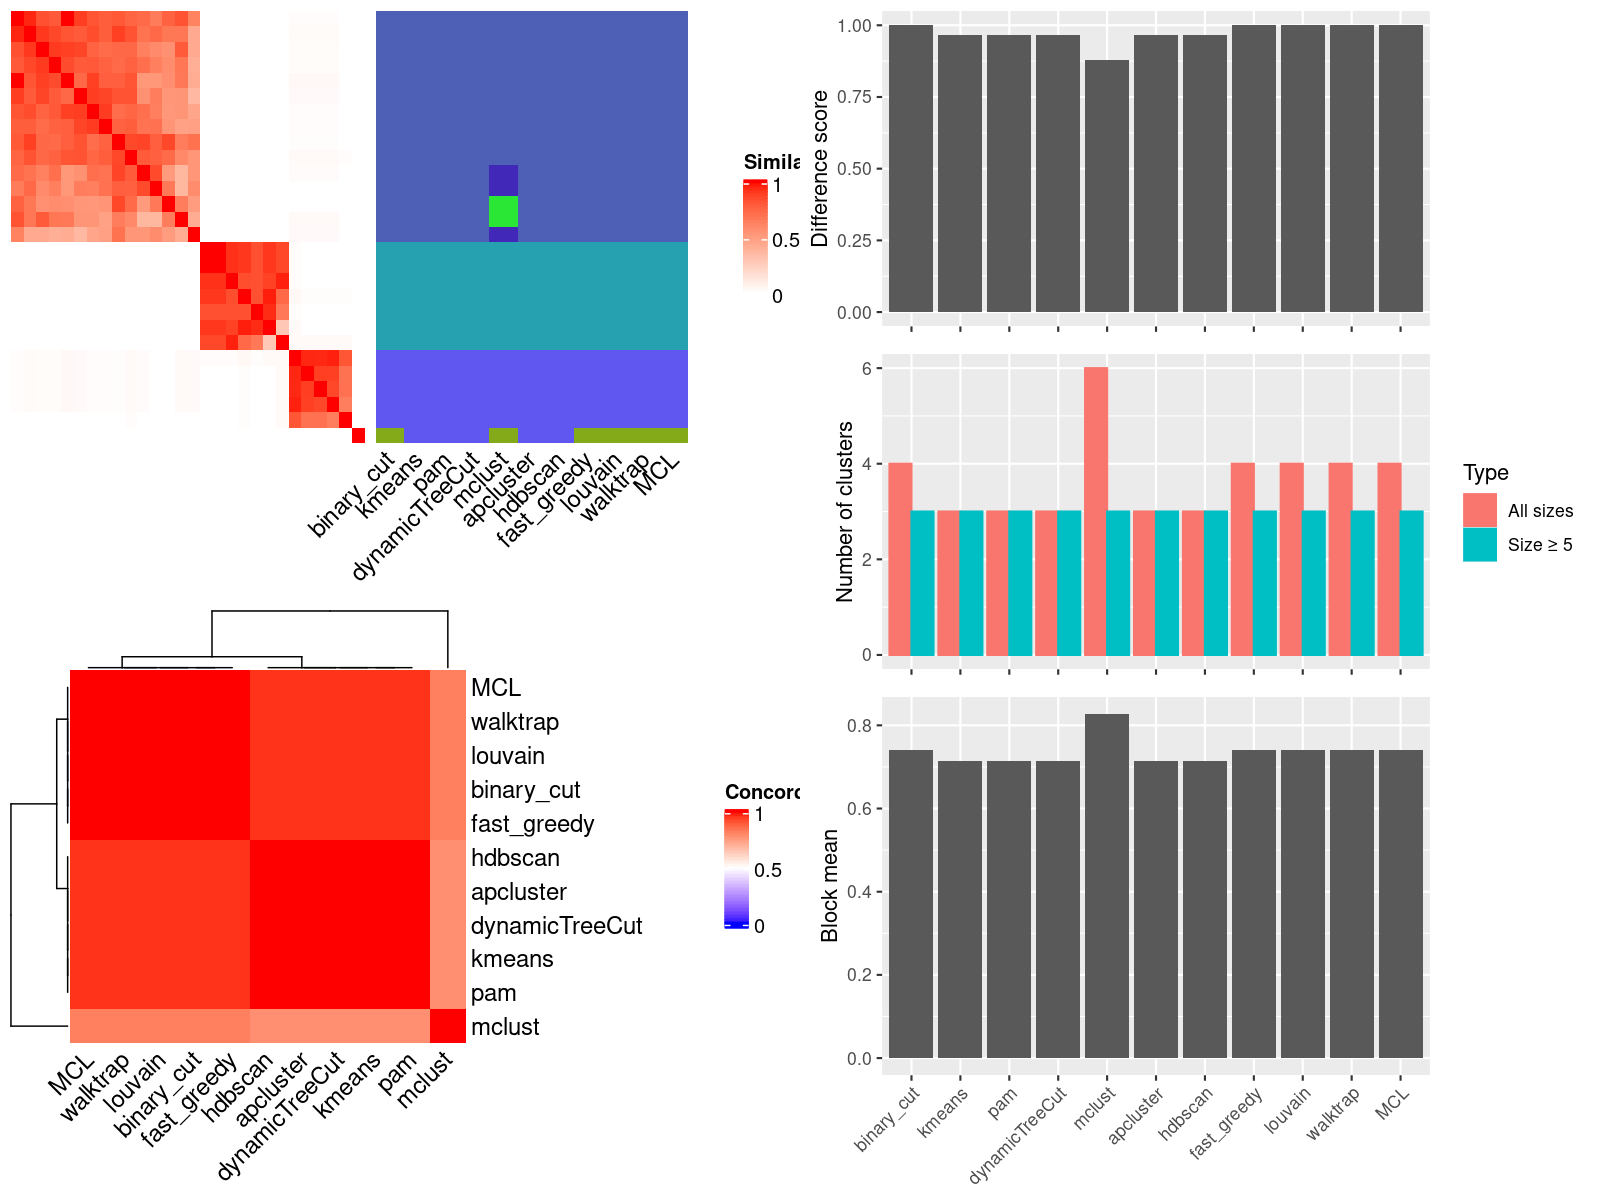 Simila
1
0.5
0
binary_cut
kmeans
pam
dynamicTreeCut
mclust
apcluster
hdbscan
fast_greedy
louvain
walktrap
MCL
MCL
walktrap
louvain
binary_cut
fast_greedy
hdbscan
apcluster
dynamicTreeCut
kmeans
pam
mclust
MCL
walktrap
louvain
binary_cut
fast_greedy
hdbscan
apcluster
dynamicTreeCut
kmeans
pam
mclust
Concord
1
0.5
0
Difference score
1.00
0.75
0.50
0.25
0.00
Number of clusters
6
4
2
0
Type
All sizes
Size ≥ 5
Block mean
0.8
0.6
0.4
0.2
0.0
binary_cut
kmeans
pam
dynamicTreeCut
mclust
apcluster
hdbscan
fast_greedy
louvain
walktrap
MCL